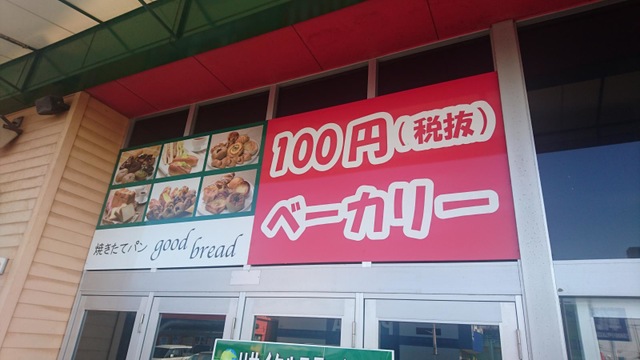 100円(税抜)
ベーカリー
焼きたてパン good bread